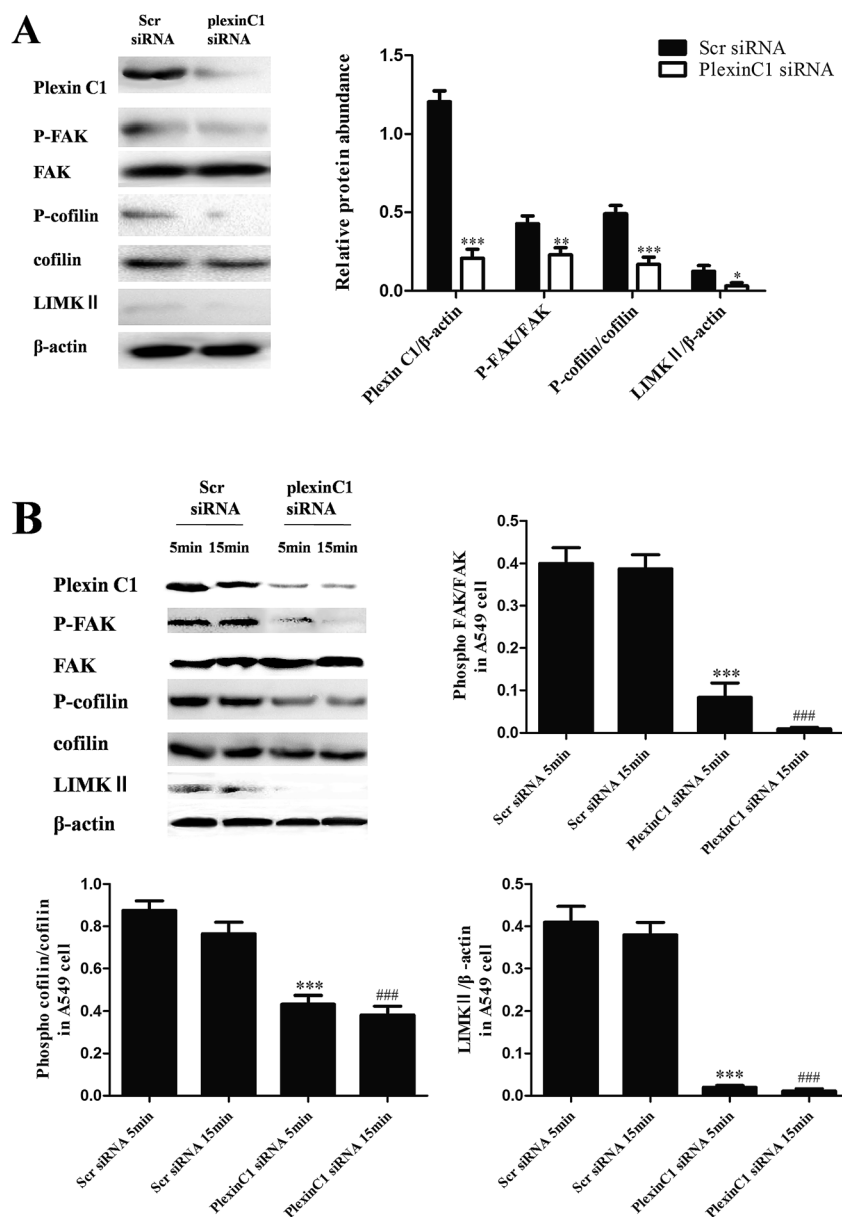 A
Scr
siRNA
plexinC1
siRNA
Plexin C1
P-FAK
FAK
P-cofilin
cofilin
LIMK Ⅱ
β-actin
Relative protein abundance
1.5
1.0
0.5
0.0
Scr siRNA
PlexinC1 siRNA
***
**
***
*
Plexin C1/β-actin
P-FAK/FAK
P-cofilin/cofilin
LIMK Ⅱ/β-actin
B
Scr
siRNA
plexinC1
siRNA
5min 15min 5min 15min
Plexin C1
P-FAK
FAK
P-cofilin
cofilin
LIMK Ⅱ
β-actin
Phospho FAK/FAK
in A549 cell
0.5
0.4
0.3
0.2
0.1
0.0
***
###
Scr siRNA 5min
Scr siRNA 15min
PlexinC1 siRNA 5min
PlexinC1 siRNA 15min
Phospho cofilin/cofilin
in A549 cell
1.0
0.8
0.6
0.4
0.2
0.0
***
###
Scr siRNA 5min
Scr siRNA 15min
PlexinC1 siRNA 5min
PlexinC1 siRNA 15min
LIMKⅡ/β -actin
in A549 cell
0.5
0.4
0.3
0.2
0.1
0.0
***
###
Scr siRNA 5min
Scr siRNA 15min
PlexinC1 siRNA 5min
PlexinC1 siRNA 15min